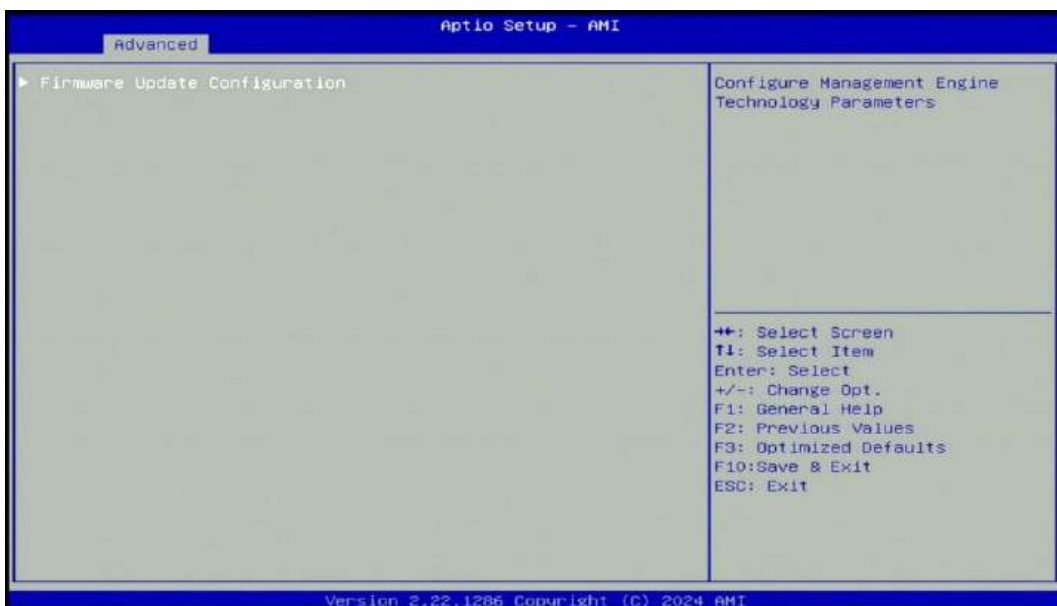 Aptio Setup - AMI
Advanced
▶ Firmware Update Configuration
Configure Management Engine
Technology Parameters
→←: Select Screen
↑↓: Select Item
Enter: Select
+/-: Change Opt.
F1: General Help
F2: Previous Values
F3: Optimized Defaults
F10:Save & Exit
ESC: Exit
Version 2.22.1286 Copyright (C) 2024 AMI